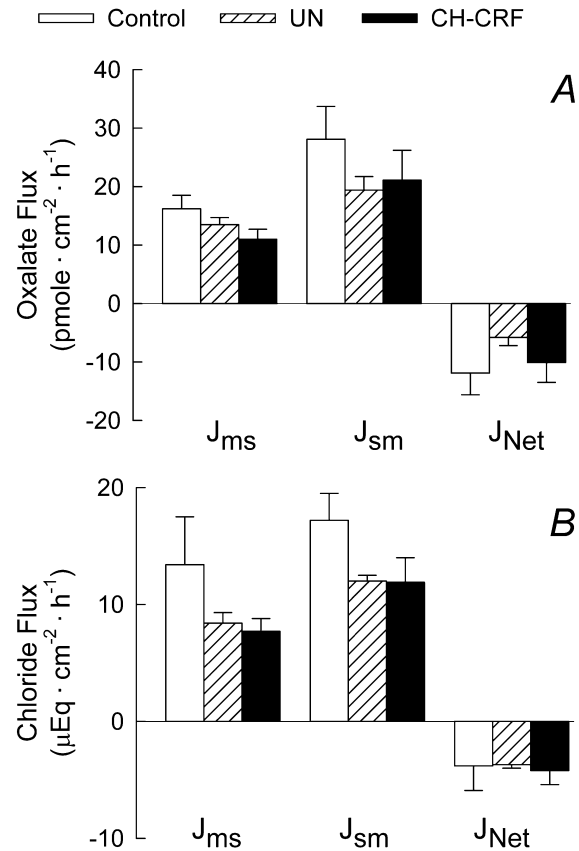 Control UN CH-CRF
A
40
30
20
10
0
-10
-20
Oxalate Flux
(pmole · cm⁻² · h⁻¹)
Jms Jsm JNet
B
20
10
0
-10
Chloride Flux
(µEq · cm⁻² · h⁻¹)
Jms Jsm JNet